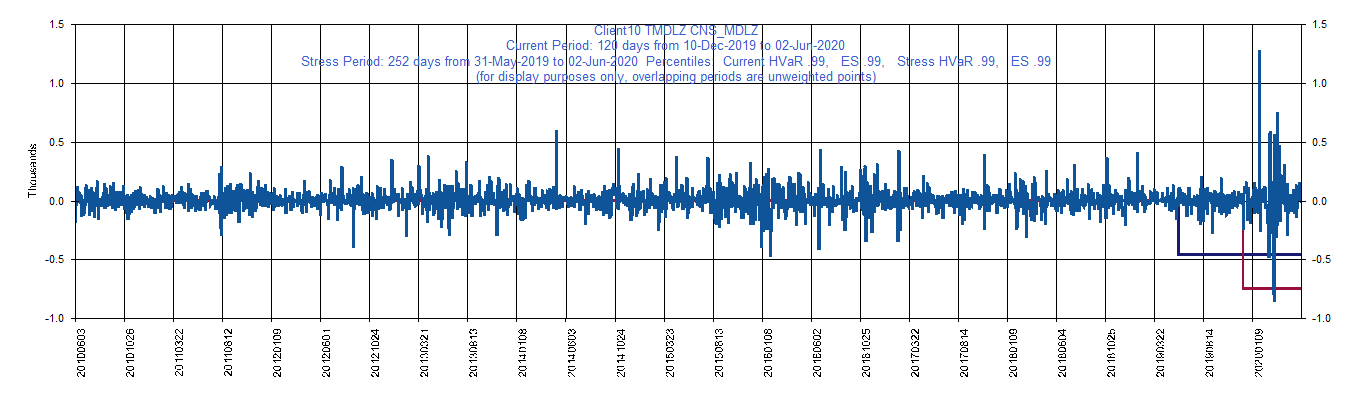 Client10 TMDLZ CNS_MDLZ
Current Period: 120 days from 10-Dec-2019 to 02-Jun-2020
Stress Period: 252 days from 31-May-2019 to 02-Jun-2020 Percentiles: Current HVaR .99, ES .99, Stress HVaR .99, ES .99
(for display purposes only, overlapping periods are unweighted points)
Thousands
1.5 1.5
1.0 1.0
0.5 0.5
0.0 0.0
-0.5 -0.5
-1.0 -1.0
20100603 20101026 20110322 20110812 20120109 20120601 20121024 20130321 20130813 20140108 20140603 20141024 20150323 20150813 20160108 20160602 20161025 20170322 20170814 20180109 20180604 20181025 20190322 20190814 20200109